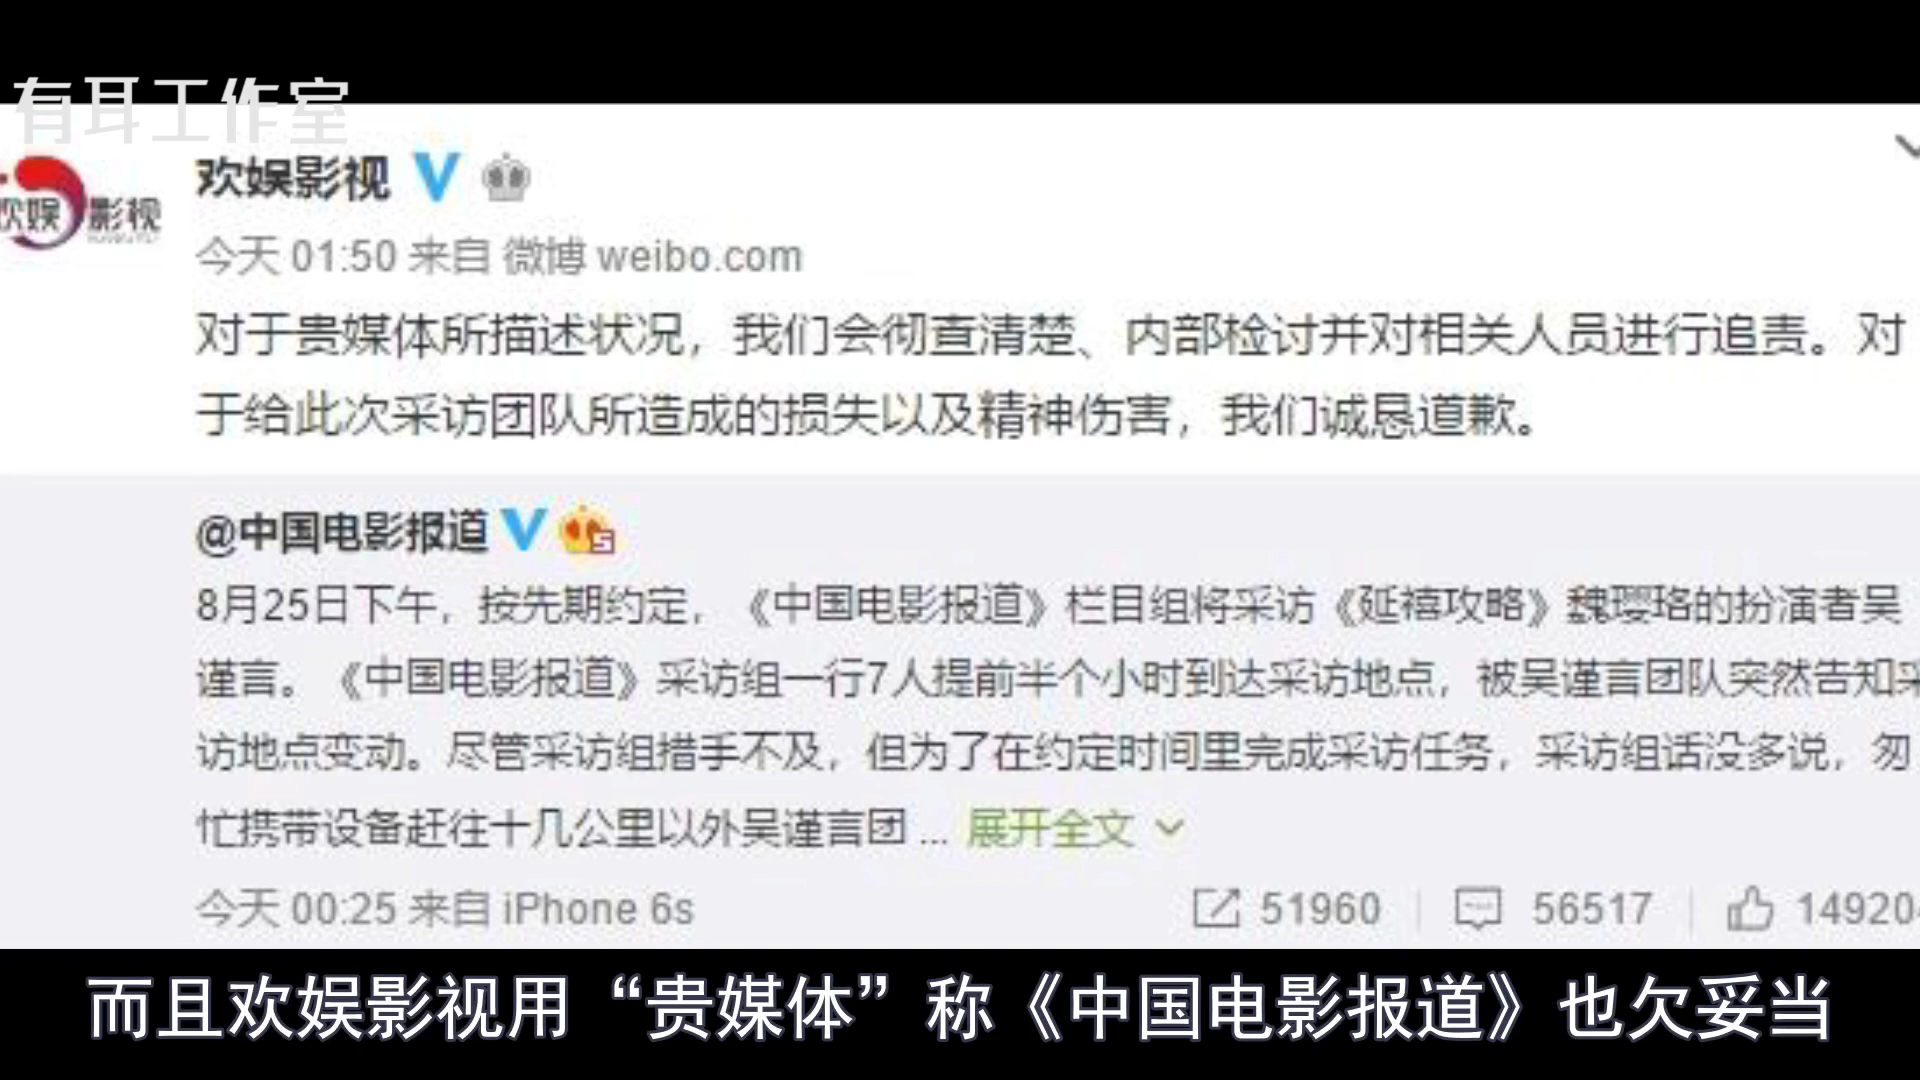 有耳工作室
欢娱影视
欢娱影视
今天 01:50 来自 微博 weibo.com
对于贵媒体所描述状况，我们会彻查清楚、内部检讨并对相关人员进行追责。对
于给此次采访团队所造成的损失以及精神伤害，我们诚恳道歉。
@中国电影报道
8月25日下午，按先期约定，《中国电影报道》栏目组将采访《延禧攻略》魏璎珞的扮演者吴
谨言。《中国电影报道》采访组一行7人提前半个小时到达采访地点，被吴谨言团队突然告知采
访地点变动。尽管采访组措手不及，但为了在约定时间里完成采访任务，采访组话没多说，匆
忙携带设备赶往十几公里以外吴谨言团 ... 展开全文
今天 00:25 来自 iPhone 6s 51960 56517 14920
而且欢娱影视用“贵媒体”称《中国电影报道》也欠妥当